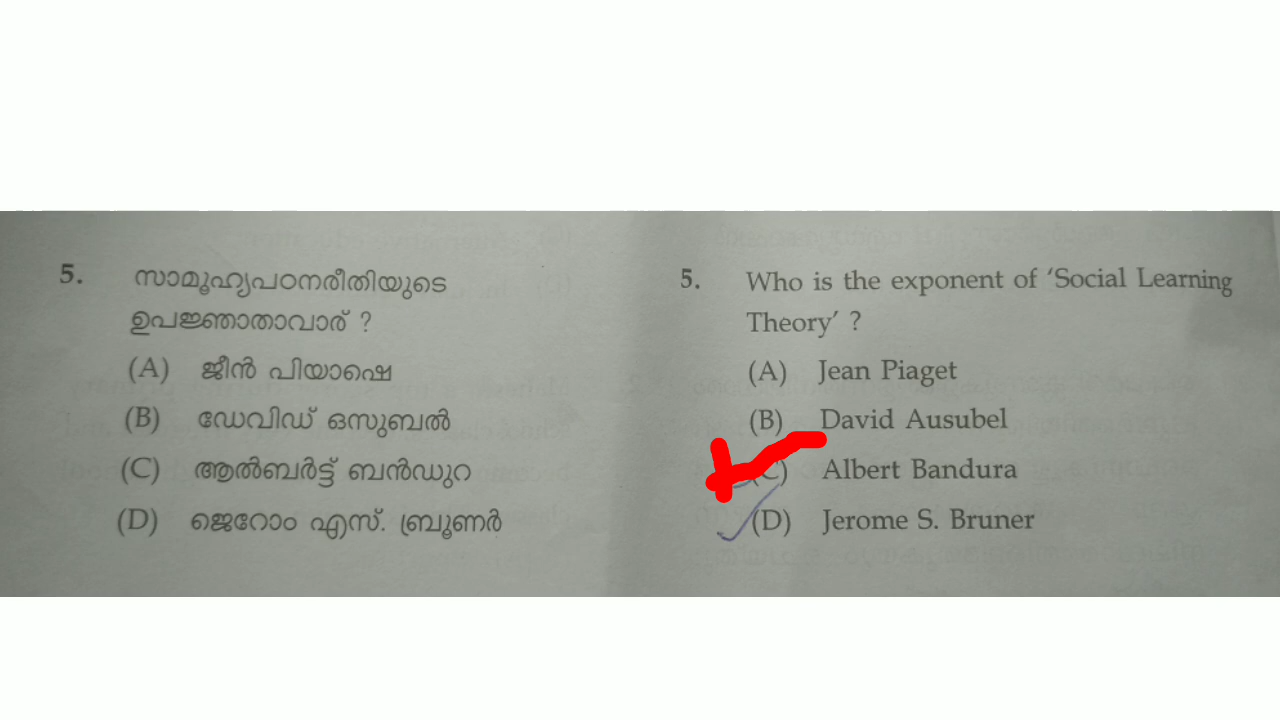 5. സാമൂഹ്യപഠനരീതിയുടെ
ഉപജ്ഞാതാവാര് ?
(A) ജീൻ പിയാഷെ
(B) ഡേവിഡ് ഒസുബൽ
(C) ആൽബർട്ട് ബൻഡുറ
(D) ജെറോം എസ്. ബ്രൂണർ
5. Who is the exponent of ‘Social Learning
Theory’ ?
(A) Jean Piaget
(B) David Ausubel
(C) Albert Bandura
(D) Jerome S. Bruner